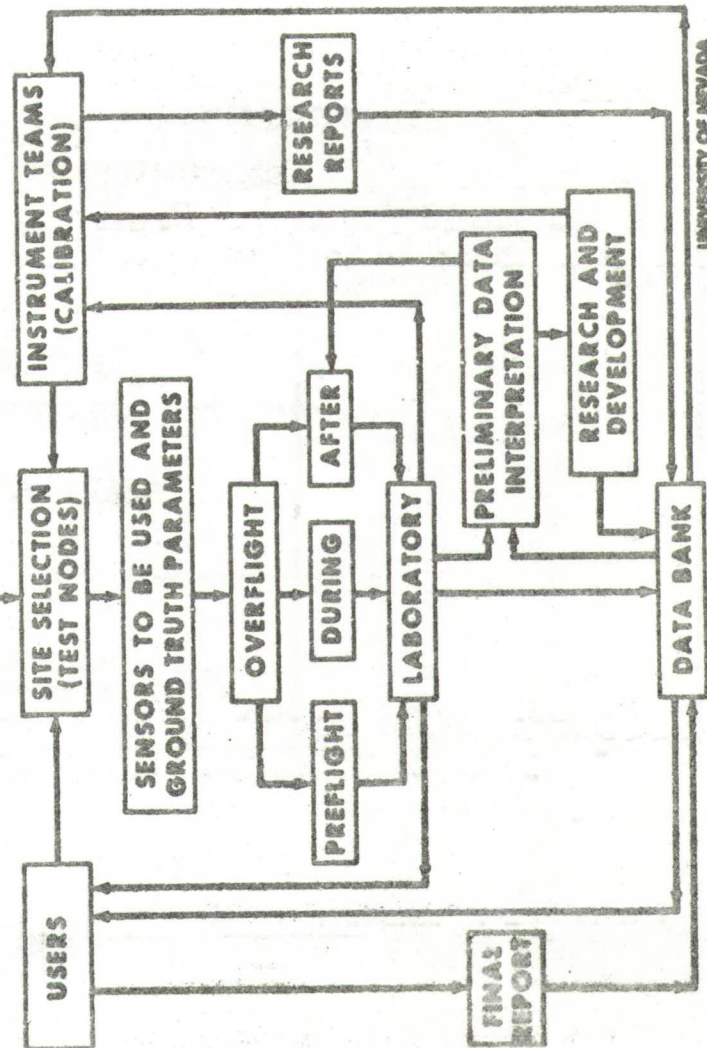 USERS
SITE SELECTION
(TEST NODES)
INSTRUMENT TEAMS
(CALIBRATION)
SENSORS TO BE USED AND
GROUND TRUTH PARAMETERS
OVERFLIGHT
PREFLIGHT
DURING
AFTER
RESEARCH
REPORTS
LABORATORY
PRELIMINARY DATA
INTERPRETATION
FINAL
REPORT
RESEARCH AND
DEVELOPMENT
DATA BANK
UNIVERSITY OF NEVADA